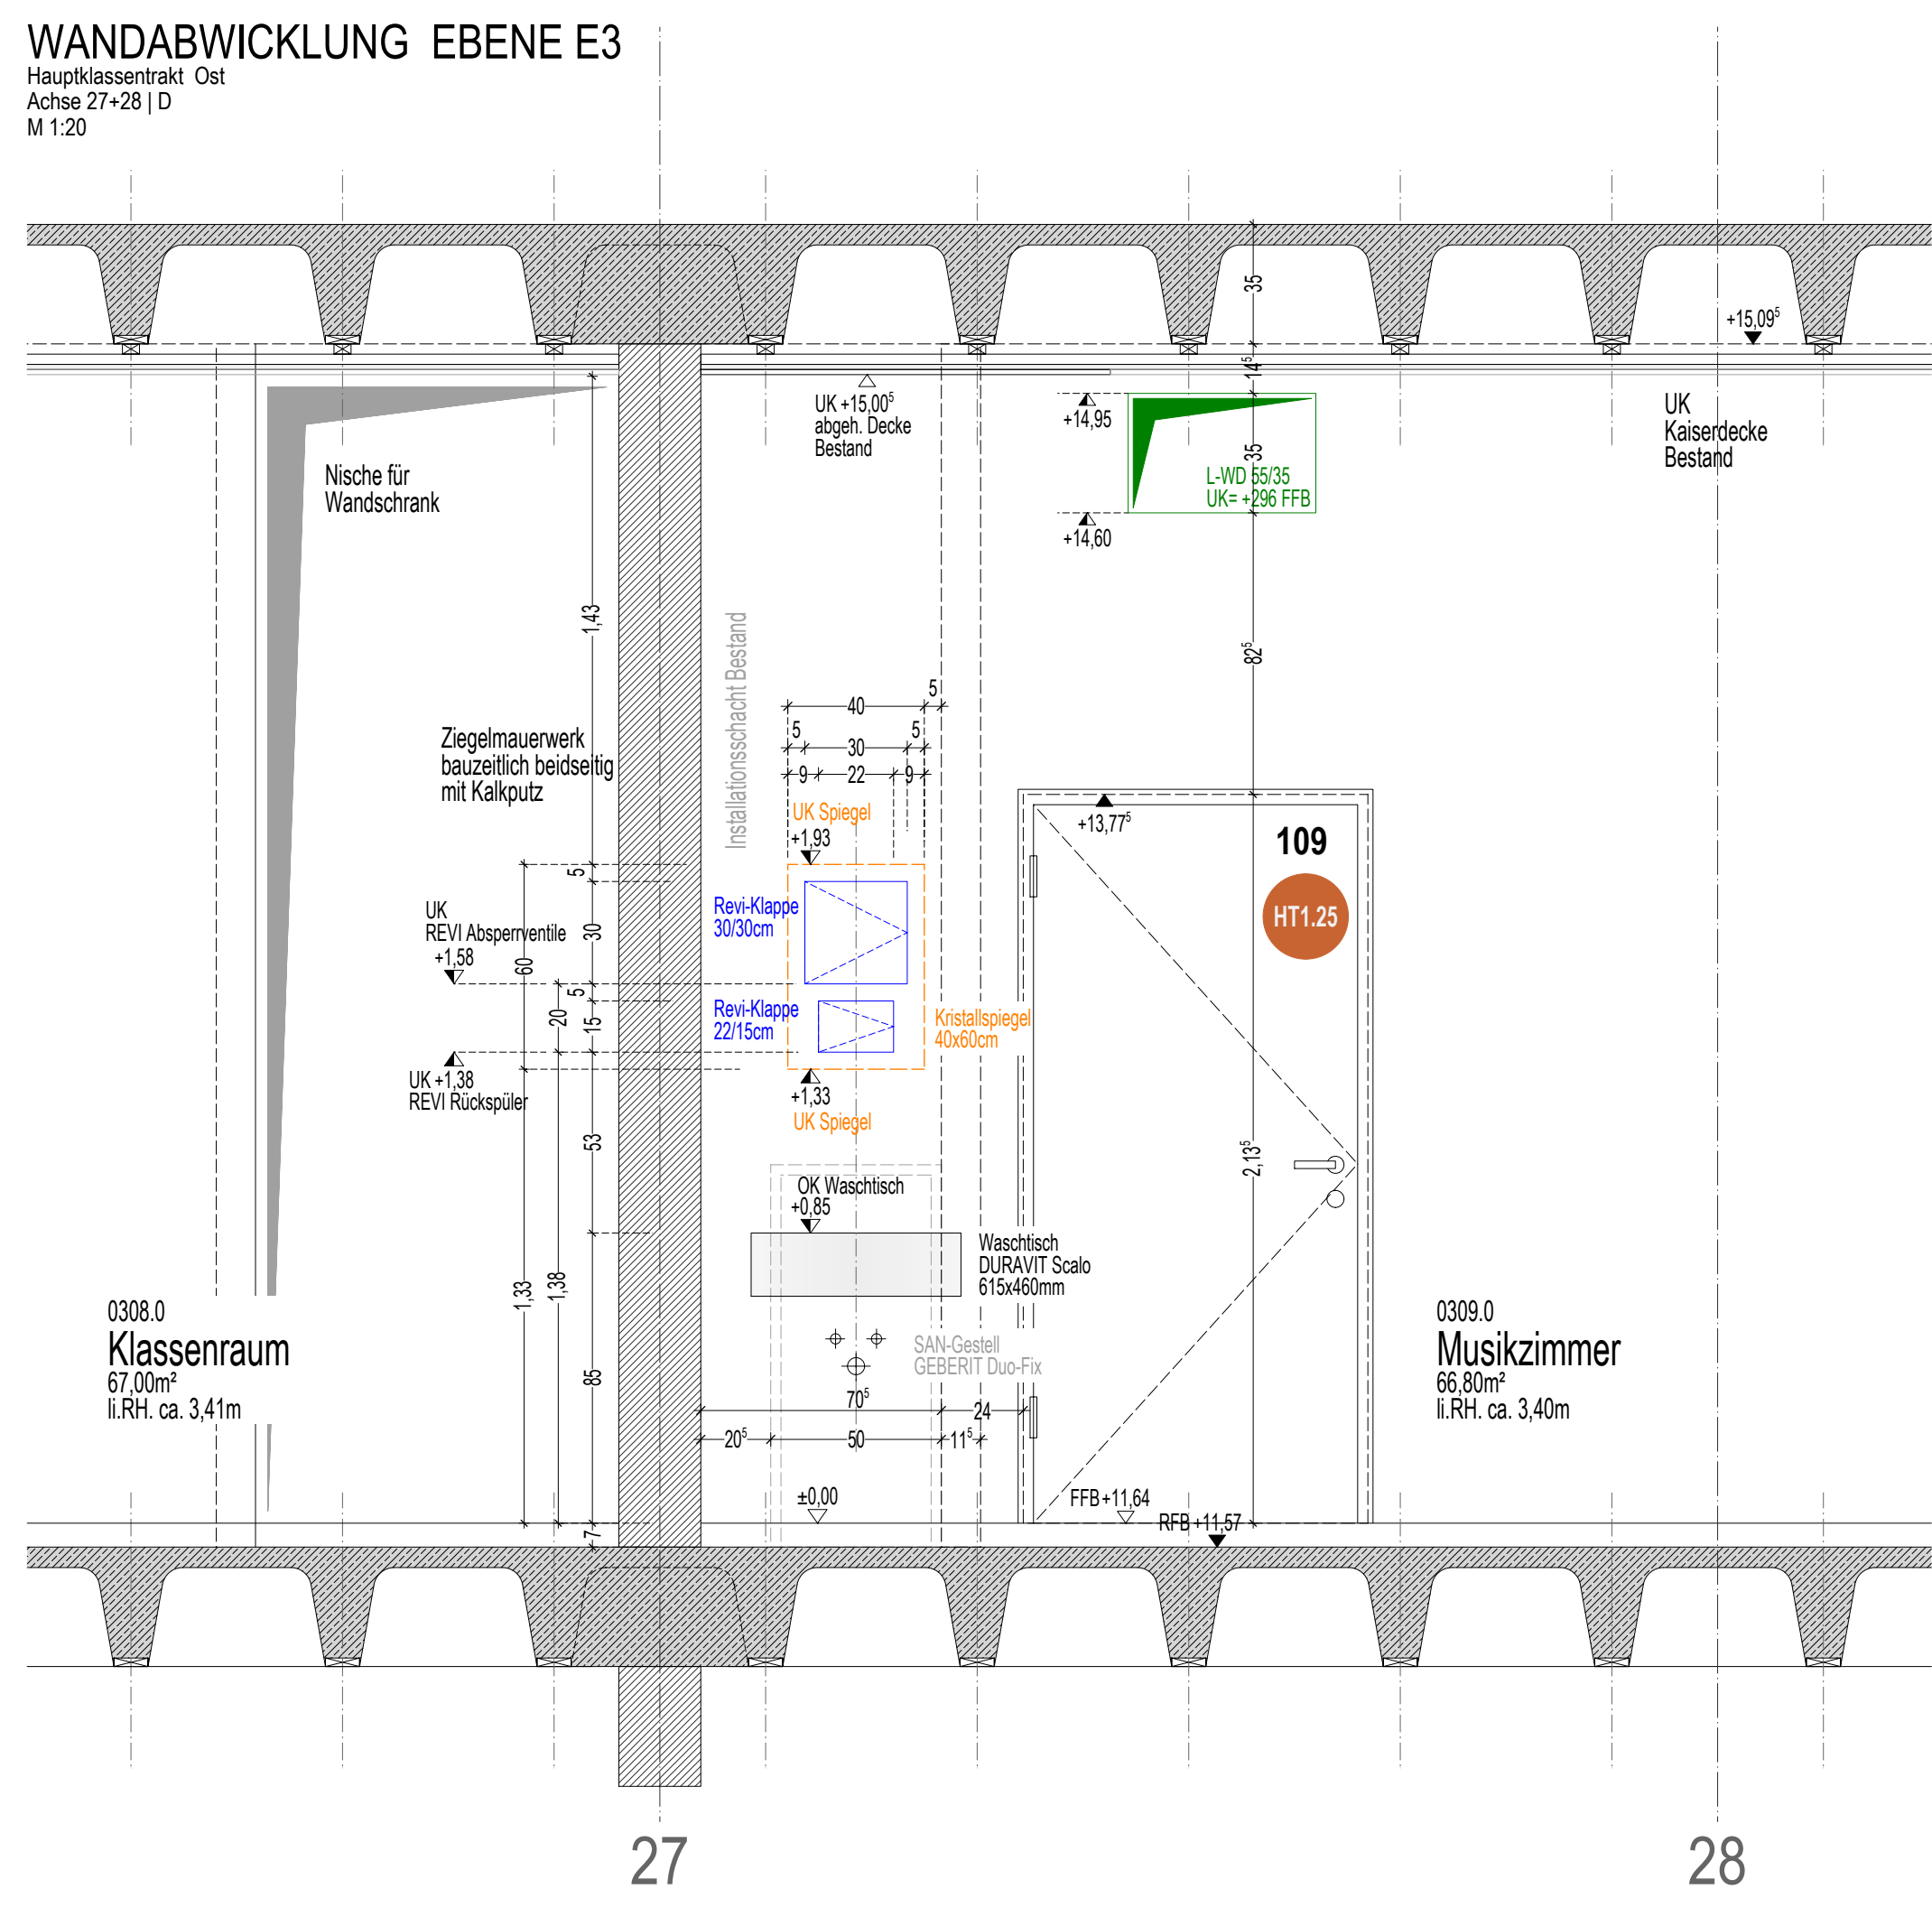 WANDABWICKLUNG EBENE E3
Hauptklassentrakt Ost
Achse 27+28 | D
M 1:20
35
+15,09⁵
14⁵
UK +15,00⁵
abgeh. Decke
Bestand
+14,95
UK
Kaiserdecke
Bestand
Nische für
Wandschrank
35
L-WD 55/35
UK= +296 FFB
+14,60
1,43
Installationsschacht Bestand
82⁵
5
40
5
5
30
9
22
9
Ziegelmauerwerk
bauzeitlich beidseitig
mit Kalkputz
UK Spiegel
+1,93
+13,77⁵
109
HT1.25
5
Revi-Klappe
30/30cm
UK
REVI Absperrventile
+1,58
30
60
5
20
15
Revi-Klappe
22/15cm
Kristallspiegel
40x60cm
UK +1,38
REVI Rückspüler
+1,33
UK Spiegel
53
2,13⁵
OK Waschtisch
+0,85
Waschtisch
DURAVIT Scalo
615x460mm
1,33
1,38
85
0308.0
Klassenraum
67,00m²
li.RH. ca. 3,41m
SAN-Gestell
GEBERIT Duo-Fix
0309.0
Musikzimmer
66,80m²
li.RH. ca. 3,40m
70⁵
24
20⁵
50
11⁵
±0,00
FFB +11,64
RFB +11,57
7
27
28